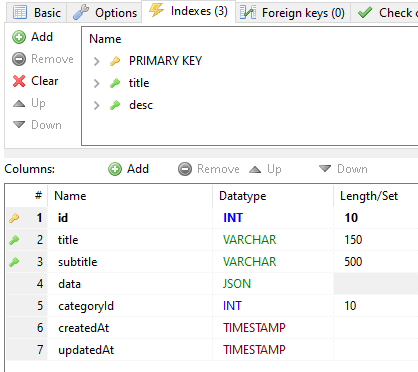 Basic Options Indexes (3) Foreign keys (0) Check c
Add
Remove
Clear
Up
Down
Name
PRIMARY KEY
title
desc
Columns: Add Remove Up Down
# Name Datatype Length/Set
1 id INT 10
2 title VARCHAR 150
3 subtitle VARCHAR 500
4 data JSON
5 categoryId INT 10
6 createdAt TIMESTAMP
7 updatedAt TIMESTAMP